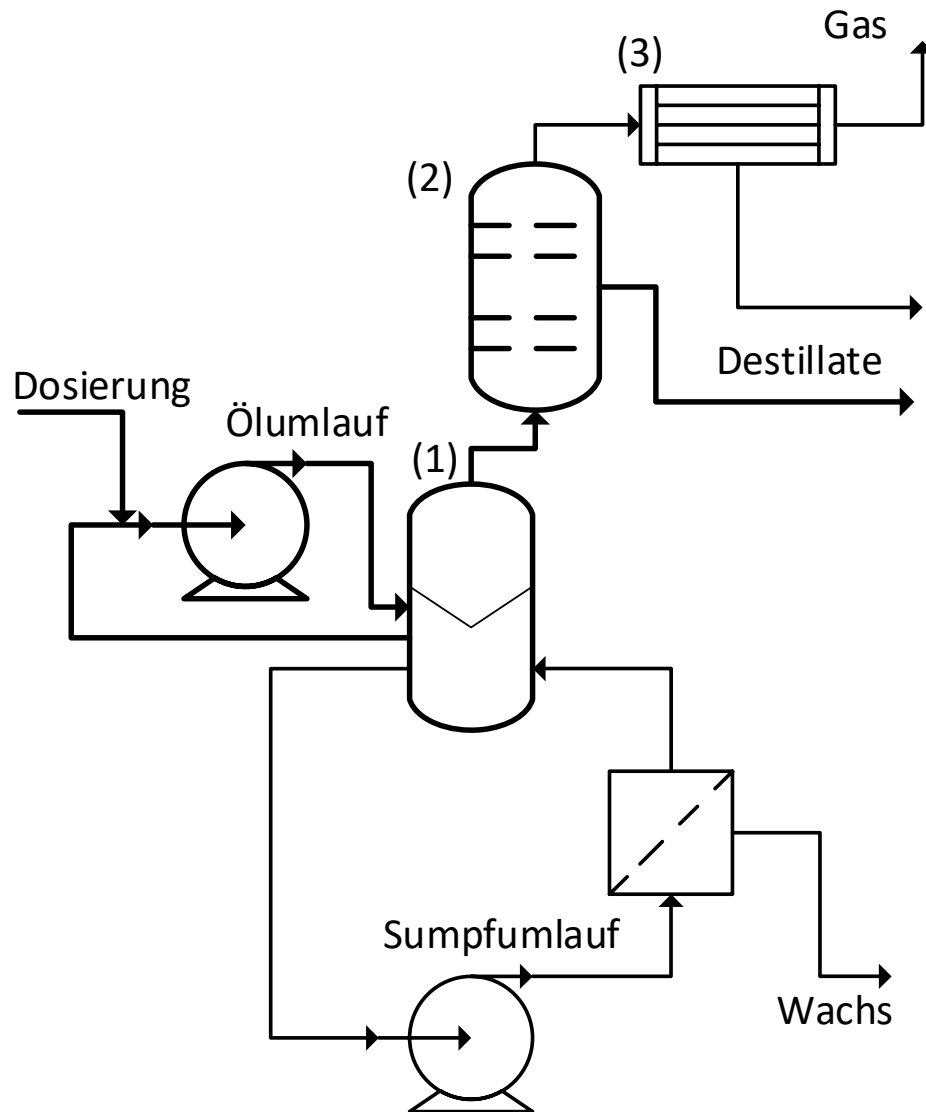 Gas
(3)
(2)
Destillate
Dosierung
Ölumlauf
(1)
Sumpfumlauf
Wachs